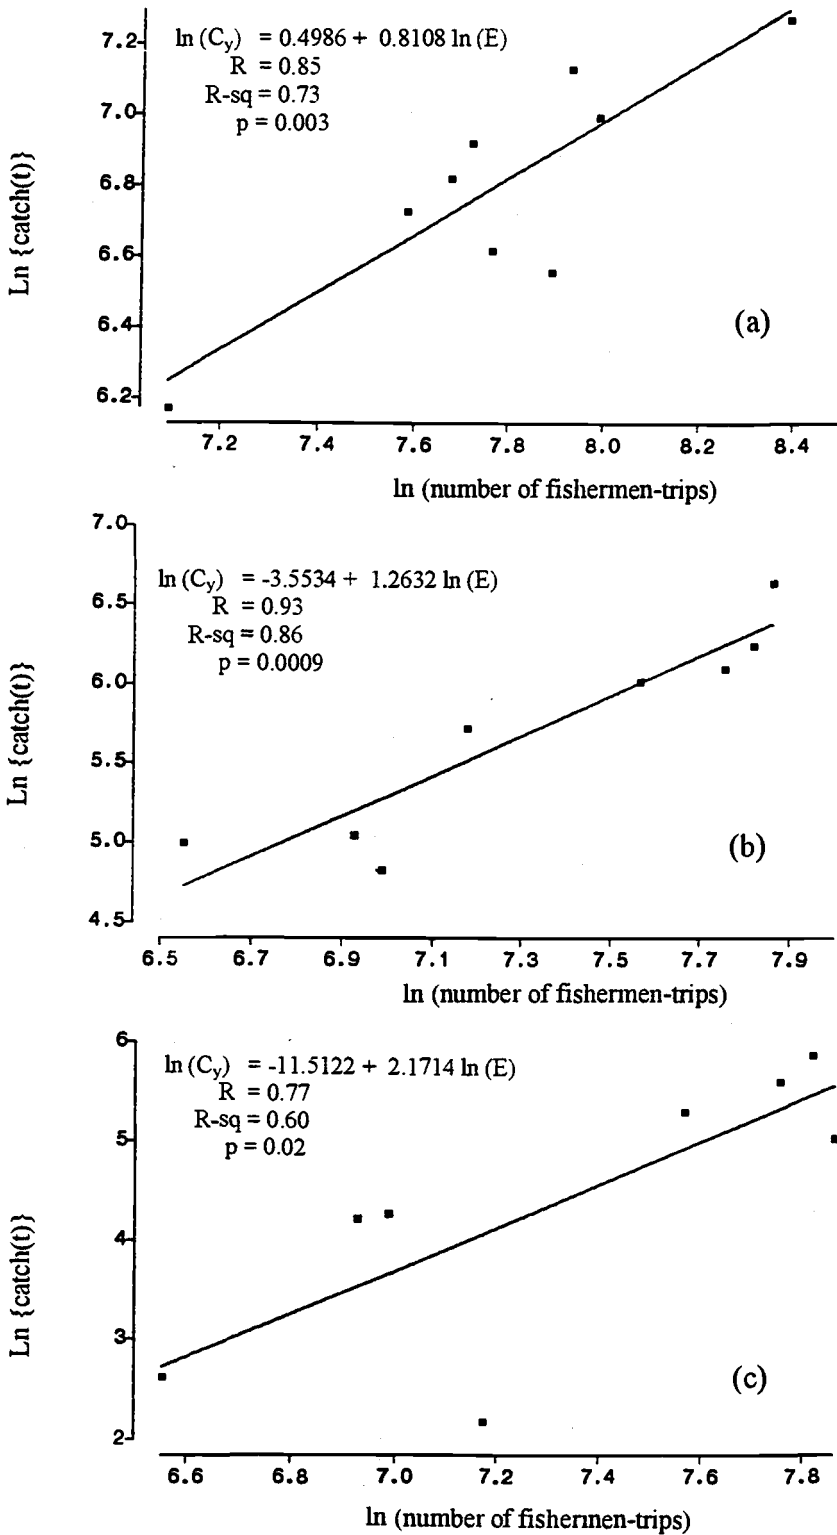 ln (Cy) = 0.4986 + 0.8108 ln (E)
R = 0.85
R-sq = 0.73
p = 0.003
7.2
7.0
6.8
6.6
6.4
6.2
Ln {catch(t)}
(a)
7.2 7.4 7.6 7.8 8.0 8.2 8.4
ln (number of fishermen-trips)
ln (Cy) = -3.5534 + 1.2632 ln (E)
R = 0.93
R-sq = 0.86
p = 0.0009
7.0
6.5
6.0
5.5
5.0
4.5
Ln {catch(t)}
(b)
6.5 6.7 6.9 7.1 7.3 7.5 7.7 7.9
ln (number of fishermen-trips)
ln (Cy) = -11.5122 + 2.1714 ln (E)
R = 0.77
R-sq = 0.60
p = 0.02
6
5
4
3
2
Ln {catch(t)}
(c)
6.6 6.8 7.0 7.2 7.4 7.6 7.8
ln (number of fishermen-trips)